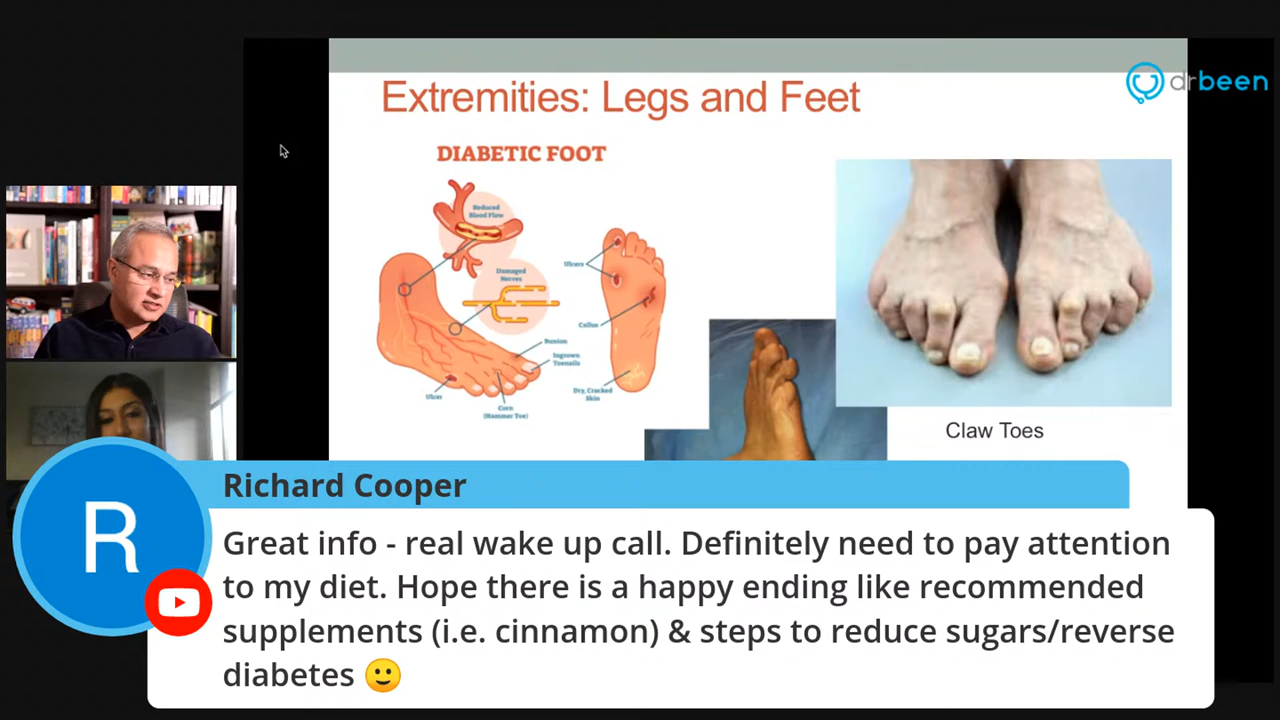 drbeen
Extremities: Legs and Feet
DIABETIC FOOT
Reduced
Blood Flow
Damaged
Nerves
Ulcers
Callus
Bunion
Ingrown
Toenails
Ulcer
Corn
(Hammer Toe)
Dry, Cracked
Skin
Claw Toes
R
Richard Cooper
Great info - real wake up call. Definitely need to pay attention
to my diet. Hope there is a happy ending like recommended
supplements (i.e. cinnamon) & steps to reduce sugars/reverse
diabetes 🙂